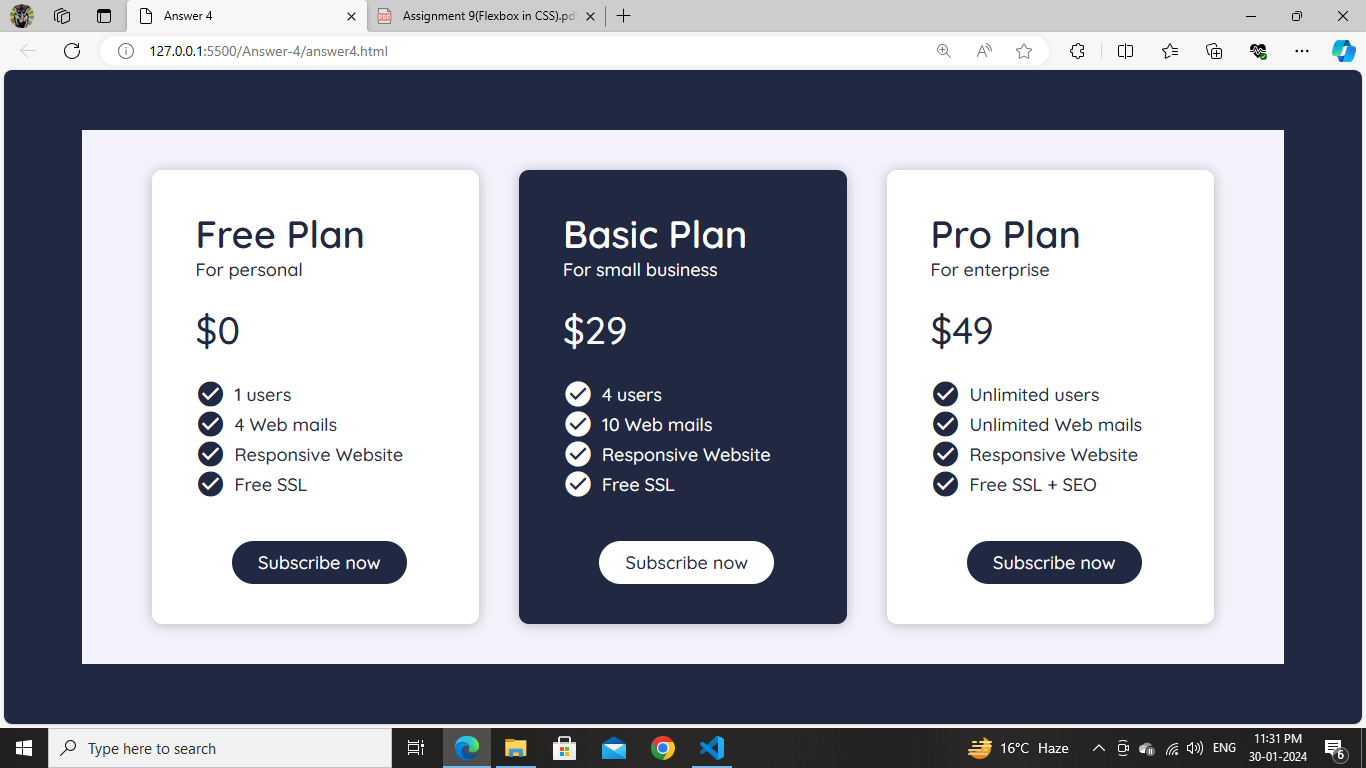 Answer 4
Assignment 9(Flexbox in CSS).pd
127.0.0.1:5500/Answer-4/answer4.html
Free Plan
For personal
$0
1 users
4 Web mails
Responsive Website
Free SSL
Subscribe now
Basic Plan
For small business
$29
4 users
10 Web mails
Responsive Website
Free SSL
Subscribe now
Pro Plan
For enterprise
$49
Unlimited users
Unlimited Web mails
Responsive Website
Free SSL + SEO
Subscribe now
Type here to search
16°C Haze
ENG
11:31 PM
30-01-2024
6